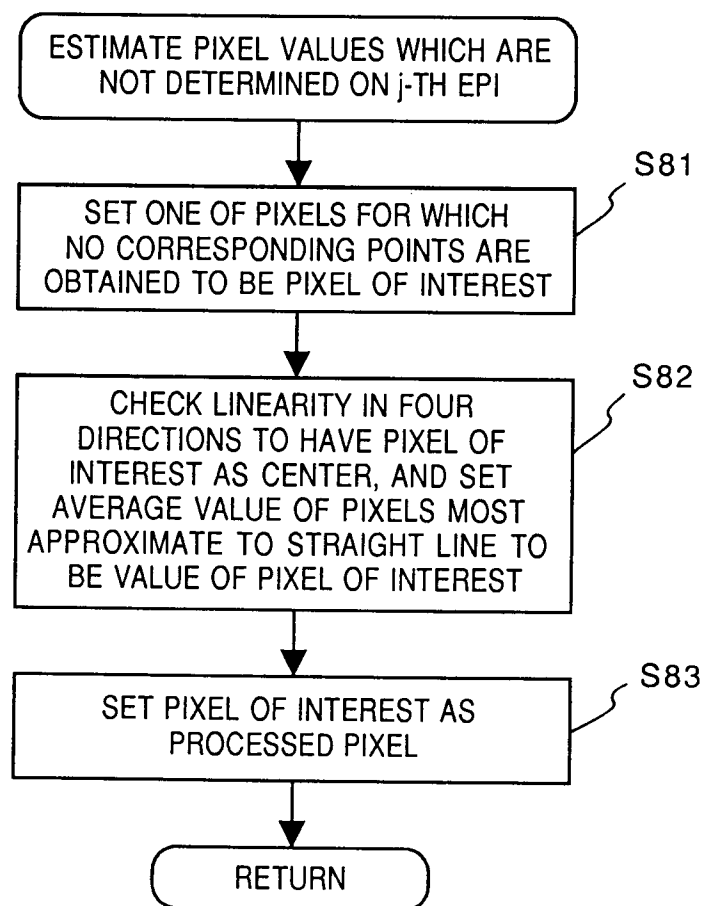 ESTIMATE PIXEL VALUES WHICH ARE
NOT DETERMINED ON j-TH EPI
S81
SET ONE OF PIXELS FOR WHICH
NO CORRESPONDING POINTS ARE
OBTAINED TO BE PIXEL OF INTEREST
S82
CHECK LINEARITY IN FOUR
DIRECTIONS TO HAVE PIXEL OF
INTEREST AS CENTER, AND SET
AVERAGE VALUE OF PIXELS MOST
APPROXIMATE TO STRAIGHT LINE TO
BE VALUE OF PIXEL OF INTEREST
S83
SET PIXEL OF INTEREST AS
PROCESSED PIXEL
RETURN